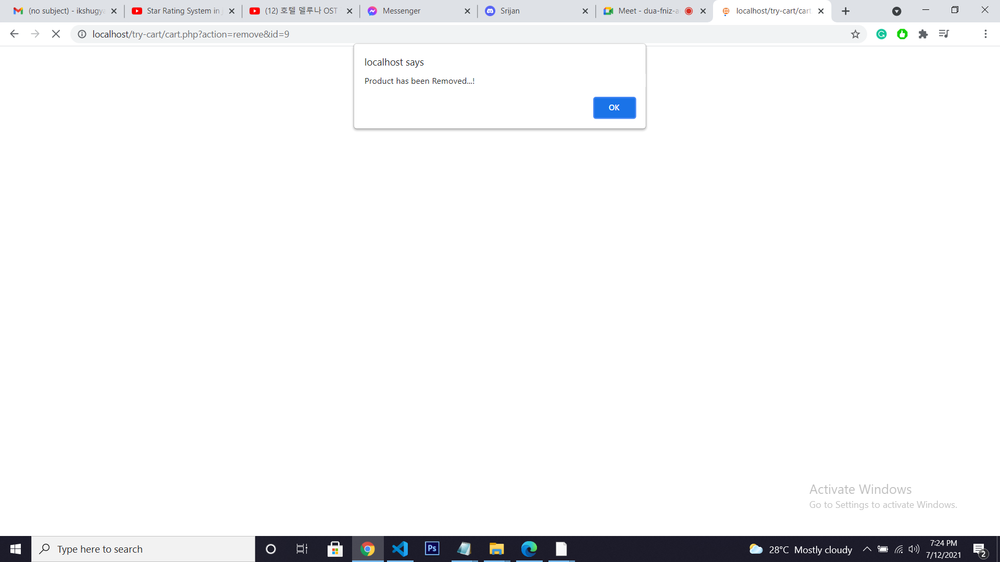 (no subject) - ikshugya
Star Rating System in j
(12) 호텔 델루나 OST
Messenger
Srijan
Meet - dua-fniz-a
localhost/try-cart/cart.
localhost/try-cart/cart.php?action=remove&id=9
localhost says
Product has been Removed...!
OK
Activate Windows
Go to Settings to activate Windows.
Type here to search
Ps
28°C Mostly cloudy
7:24 PM
7/12/2021
2